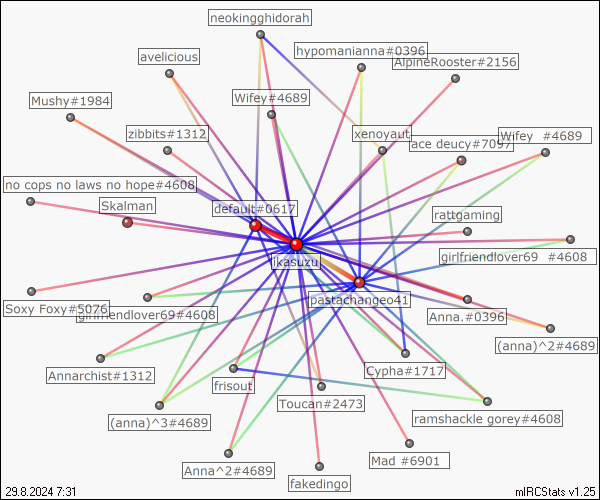 neokingghidorah
hypomanianna#0396
avelicious
AlpineRooster#2156
Mushy#1984
Wifey#4689
zibbits#1312
xenoyaut
ace deucy#7097
Wifey  #4689
no cops no laws no hope#4608
Skalman
default#0617
rattgaming
ikasuzu
girlfriendlover69  #4608
pastachangeo41
Soxy Foxy#5076
girlfriendlover69#4608
Anna.#0396
(anna)^2#4689
Annarchist#1312
Cypha#1717
frisout
Toucan#2473
ramshackle gorey#4608
(anna)^3#4689
Mad #6901
Anna^2#4689
fakedingo
29.8.2024 7:31
mIRCStats v1.25